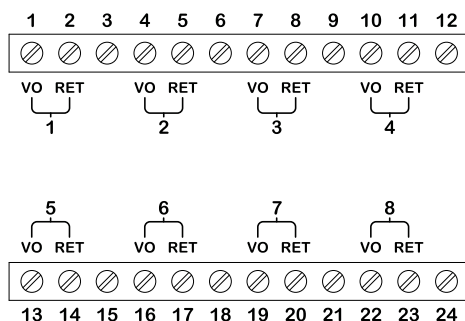 1 2 3 4 5 6 7 8 9 10 11 12
VO RET VO RET VO RET VO RET
1 2 3 4
5 6 7 8
VO RET VO RET VO RET VO RET
13 14 15 16 17 18 19 20 21 22 23 24